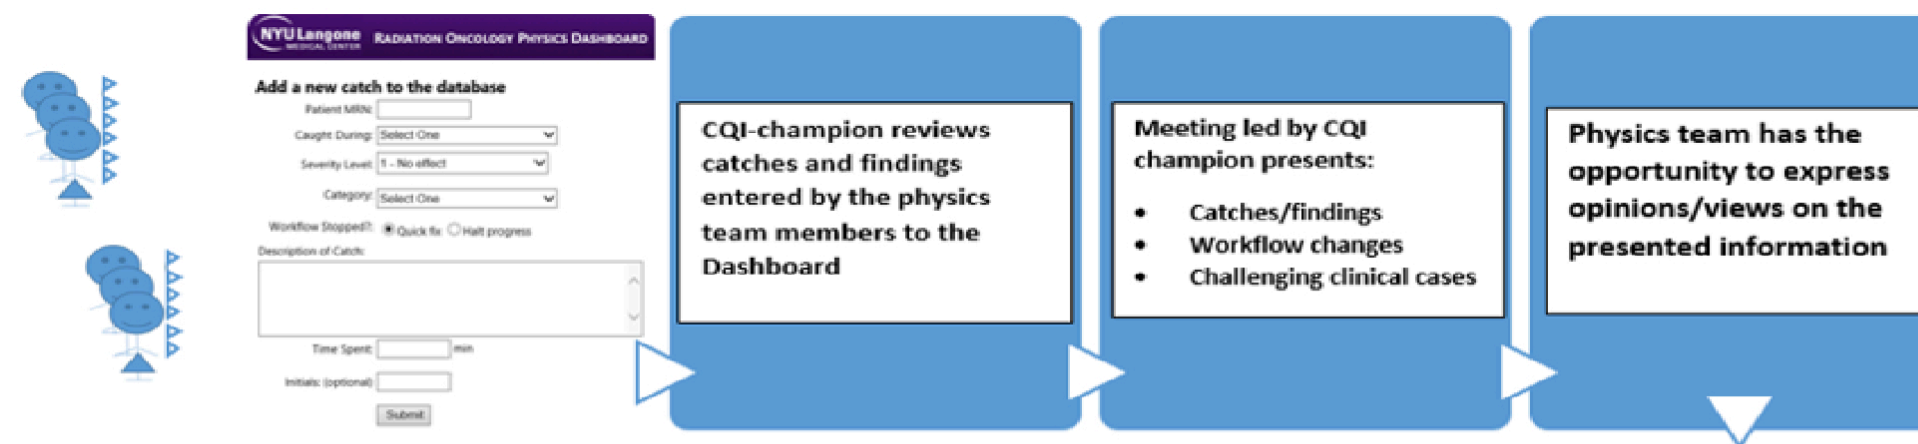 NYU Langone
MEDICAL CENTER
RADIATION ONCOLOGY PHYSICS DASHBOARD
Add a new catch to the database
Patient MRN:
Caught During: Select One
Severity Level: 1 - No effect
Category: Select One
Workflow Stopped?: Quick fix Halt progress
Description of Catch:
Time Spent: min
Initials: (optional)
Submit
CQI-champion reviews
catches and findings
entered by the physics
team members to the
Dashboard
Meeting led by CQI
champion presents:
• Catches/findings
• Workflow changes
• Challenging clinical cases
Physics team has the
opportunity to express
opinions/views on the
presented information